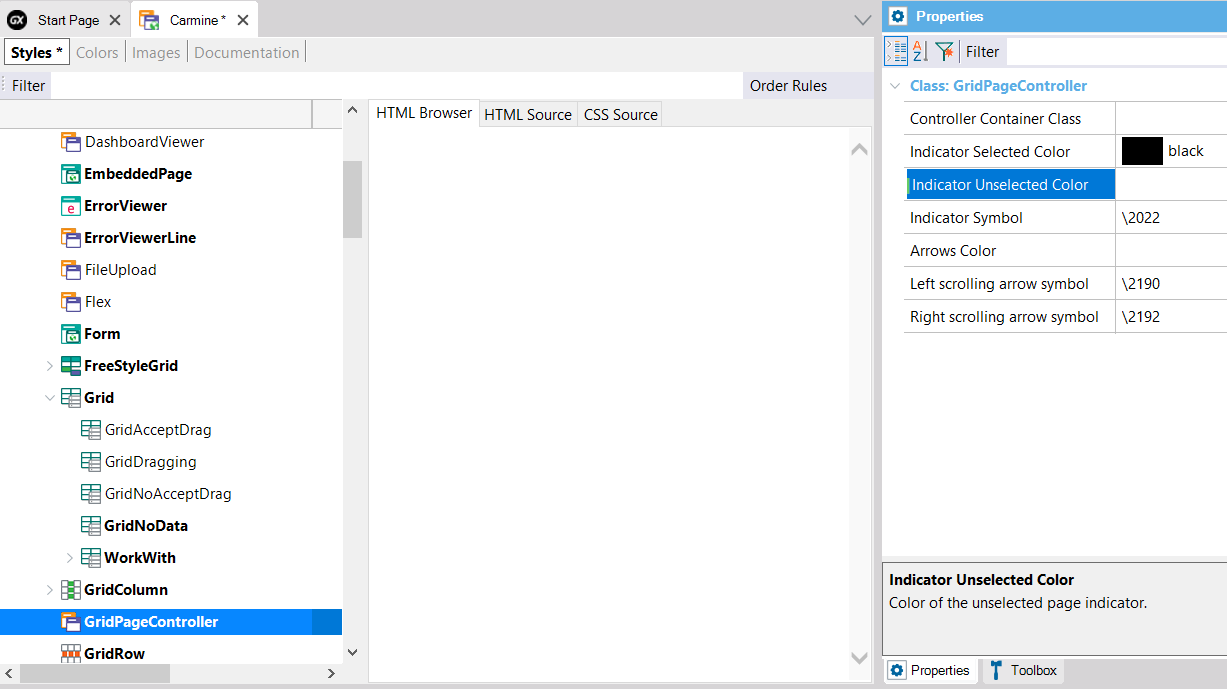 GX Start Page Carmine *
Styles * Colors Images Documentation
Filter Order Rules
HTML Browser HTML Source CSS Source
DashboardViewer
EmbeddedPage
e ErrorViewer
ErrorViewerLine
FileUpload
Flex
Form
FreeStyleGrid
Grid
GridAcceptDrag
GridDragging
GridNoAcceptDrag
GridNoData
WorkWith
GridColumn
GridPageController
GridRow
Properties
A Z Filter
Class: GridPageController
Controller Container Class
Indicator Selected Color black
Indicator Unselected Color
Indicator Symbol \2022
Arrows Color
Left scrolling arrow symbol \2190
Right scrolling arrow symbol \2192
Indicator Unselected Color
Color of the unselected page indicator.
Properties Toolbox